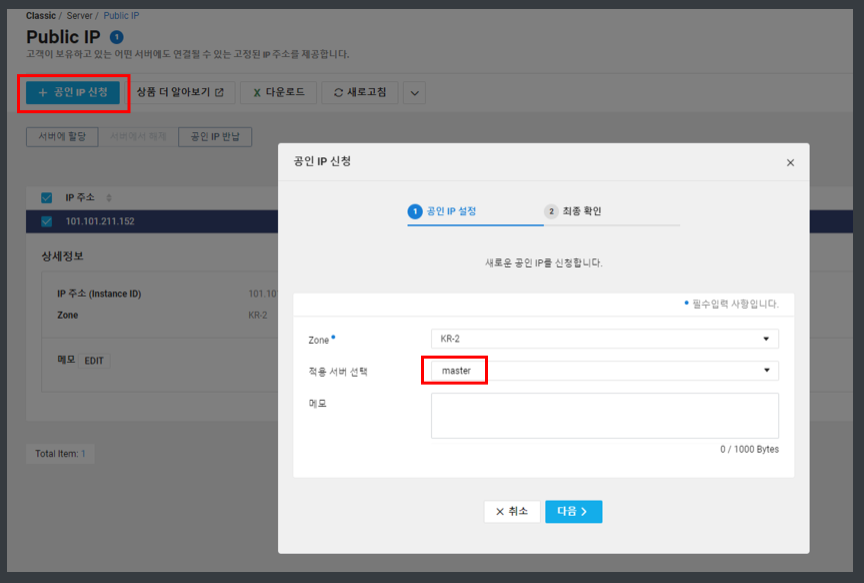 Classic / Server / Public IP
Public IP 1
고객이 보유하고 있는 어떤 서버에도 연결될 수 있는 고정된 IP 주소를 제공합니다.
+ 공인 IP 신청 상품 더 알아보기 다운로드 새로고침
서버에 할당 서버에서 해제 공인 IP 반납
IP 주소
101.101.211.152
상세정보
IP 주소 (Instance ID) 101.10
Zone KR-2
메모 EDIT
Total Item: 1
공인 IP 신청 ×
1 공인 IP 설정 2 최종 확인
새로운 공인 IP를 신청합니다.
• 필수입력 사항입니다.
Zone• KR-2
적용 서버 선택 master
메모
0 / 1000 Bytes
× 취소 다음 >